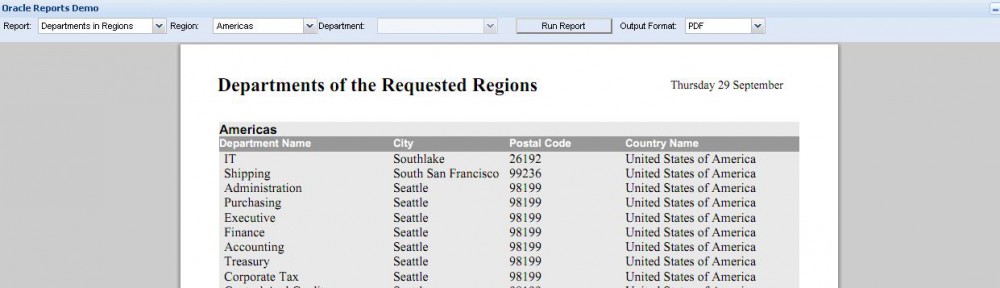 Oracle Reports Demo
Report: Departments in Regions Region: Americas Department: Run Report Output Format: PDF
Departments of the Requested Regions Thursday 29 September
Americas
Department Name City Postal Code Country Name
IT Southlake 26192 United States of America
Shipping South San Francisco 99236 United States of America
Administration Seattle 98199 United States of America
Purchasing Seattle 98199 United States of America
Executive Seattle 98199 United States of America
Finance Seattle 98199 United States of America
Accounting Seattle 98199 United States of America
Treasury Seattle 98199 United States of America
Corporate Tax Seattle 98199 United States of America